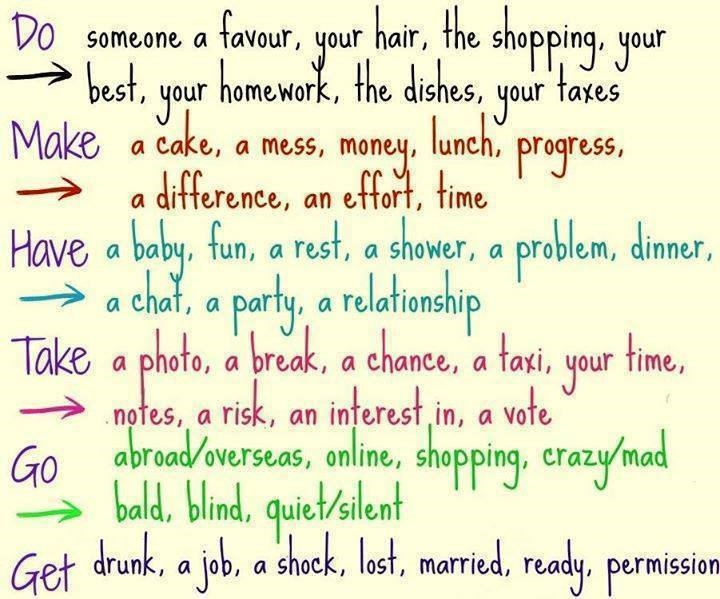 Do someone a favour, your hair, the shopping, your
best, your homework, the dishes, your taxes
Make a cake, a mess, money, lunch, progress,
a difference, an effort, time
Have a baby, fun, a rest, a shower, a problem, dinner,
a chat, a party, a relationship
Take a photo, a break, a chance, a taxi, your time,
notes, a risk, an interest in, a vote
Go abroad/overseas, online, shopping, crazy/mad
bald, blind, quiet/silent
Get drunk, a job, a shock, lost, married, ready, permission